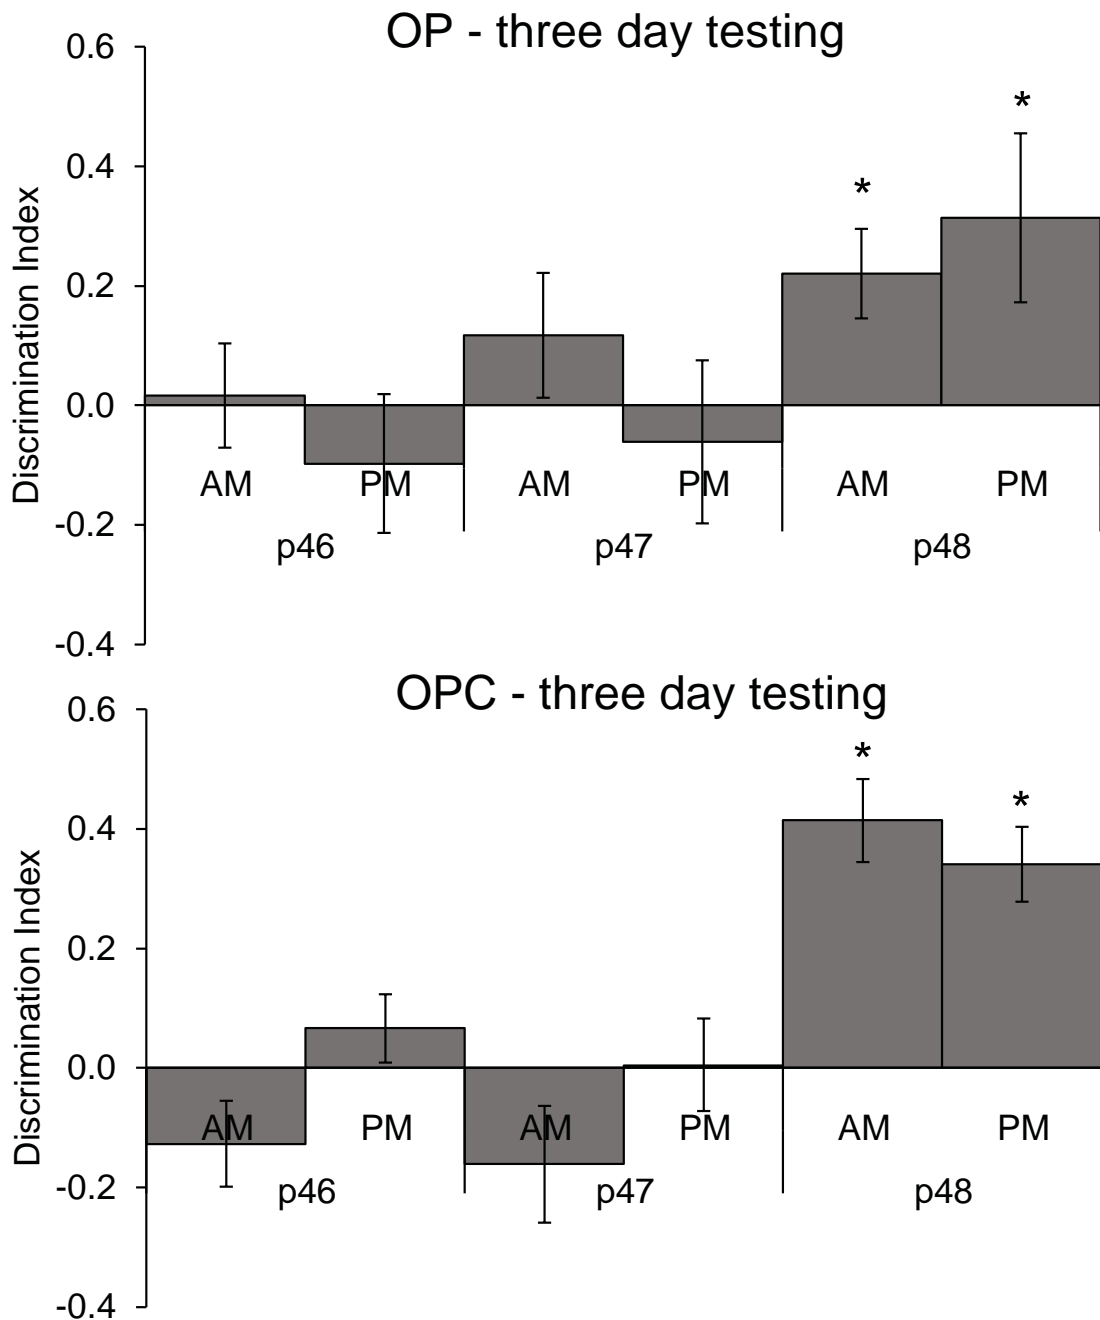 OP - three day testing
0.6
*
*
0.4
0.2
0.0
-0.2
-0.4
Discrimination Index
AM PM AM PM AM PM
p46 p47 p48
OPC - three day testing
0.6
*
*
0.4
0.2
0.0
-0.2
-0.4
Discrimination Index
AM PM AM PM AM PM
p46 p47 p48